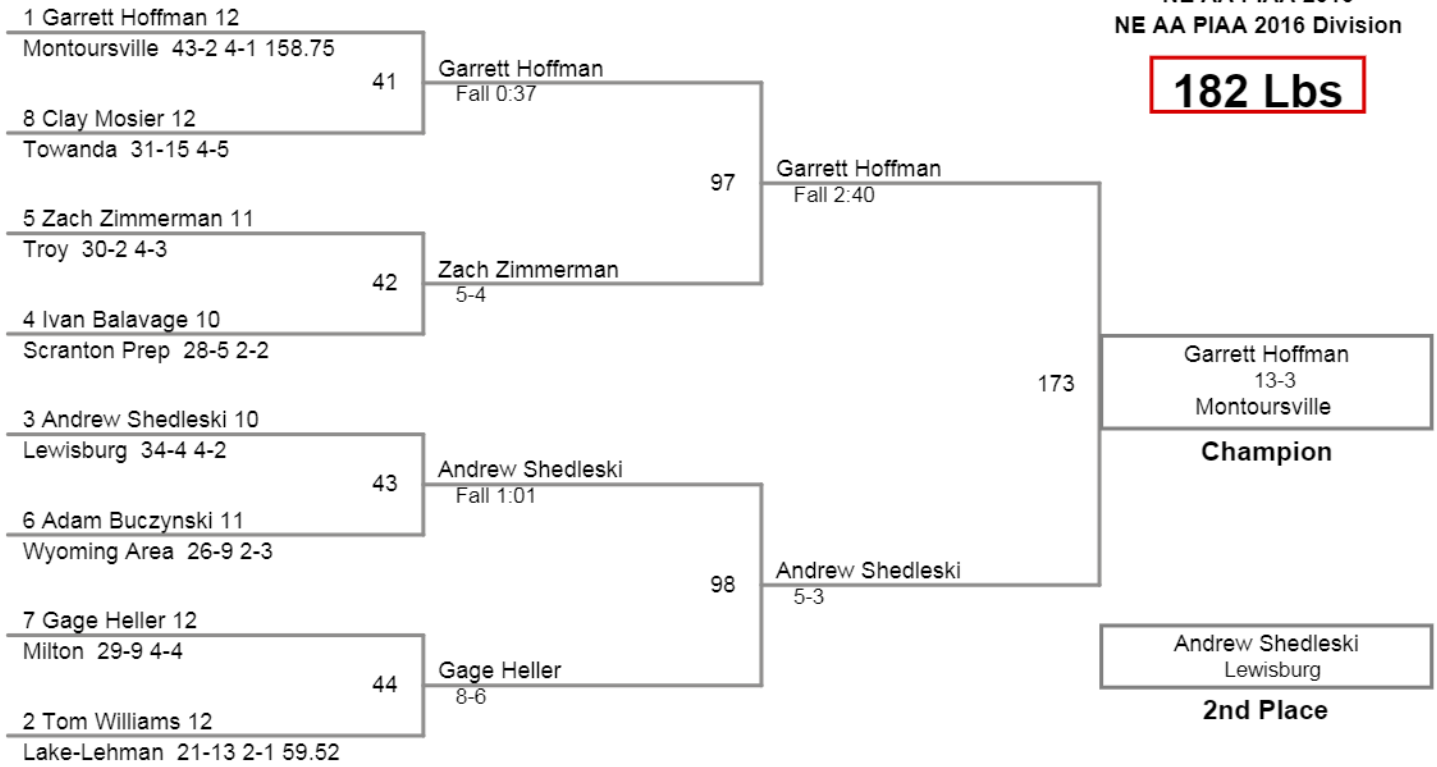 NE AA PIAA 2016 Division
182 Lbs
1 Garrett Hoffman 12
Montoursville 43-2 4-1 158.75
41
8 Clay Mosier 12
Towanda 31-15 4-5
5 Zach Zimmerman 11
Troy 30-2 4-3
42
4 Ivan Balavage 10
Scranton Prep 28-5 2-2
3 Andrew Shedleski 10
Lewisburg 34-4 4-2
43
6 Adam Buczynski 11
Wyoming Area 26-9 2-3
7 Gage Heller 12
Milton 29-9 4-4
44
2 Tom Williams 12
Lake-Lehman 21-13 2-1 59.52
Garrett Hoffman
Fall 0:37
97
Zach Zimmerman
5-4
Andrew Shedleski
Fall 1:01
98
Gage Heller
8-6
Garrett Hoffman
Fall 2:40
173
Andrew Shedleski
5-3
Garrett Hoffman
13-3
Montoursville
Champion
Andrew Shedleski
Lewisburg
2nd Place